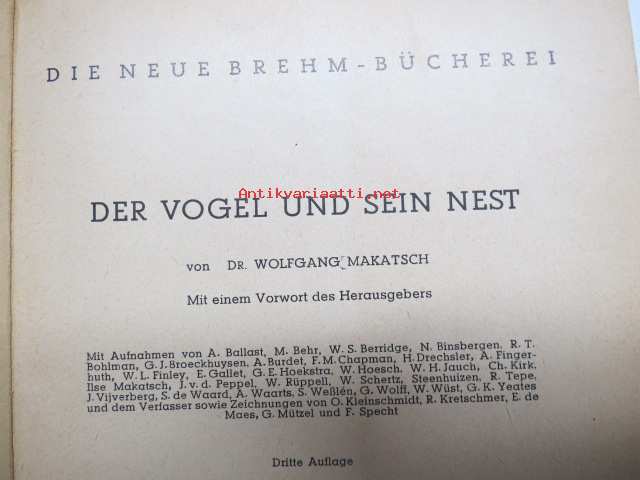 DIE NEUE BREHM-BÜCHEREI
Antikvariaatti.net
DER VOGEL UND SEIN NEST
von DR. WOLFGANG MAKATSCH
Mit einem Vorwort des Herausgebers
Mit Aufnahmen von A. Ballast, M. Behr, W. S. Berridge, N. Binsbergen, R. T.
Bohlman, G. J. Broeckhuysen, A. Burdet, F. M. Chapman, H. Drechsler, A. Finger-
huth, W. L. Finley, E. Gallet, G. E. Hoekstra, W. Hoesch, W. H. Jauch, Ch. Kirk,
Ilse Makatsch, J. v. d. Peppel, W. Rüppell, W. Schertz, Steenhuizen, R. Tepe,
J. Vijverberg, S. de Waard, A. Waarts, S. Weßlén, G. Wolff, W. Wüst, G. K. Yeates
und dem Verfasser sowie Zeichnungen von O. Kleinschmidt, R. Kretschmer, E. de
Maes, G. Mützel und F. Specht
Dritte Auflage